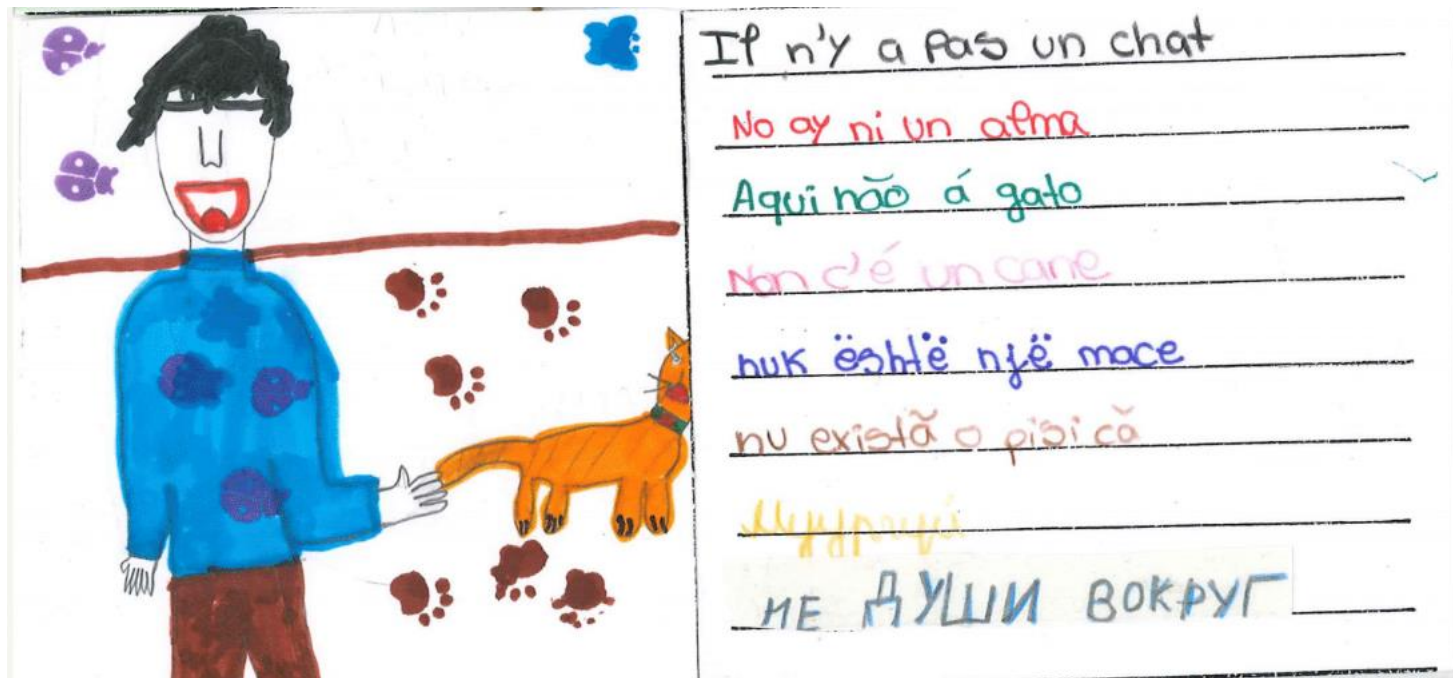 Il n'y a pas un chat
No ay ni un alma
Aqui não á gato
Non c'é un cane
nuk është një mace
nu există o pisică
НЕ ДУШИ ВОКРУГ